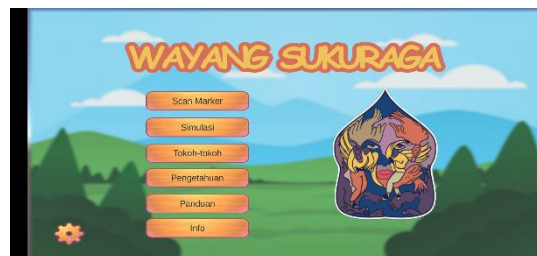 WAYANG SUKURAGA
Scan Marker
Simulasi
Tokoh-tokoh
Pengetahuan
Panduan
Info